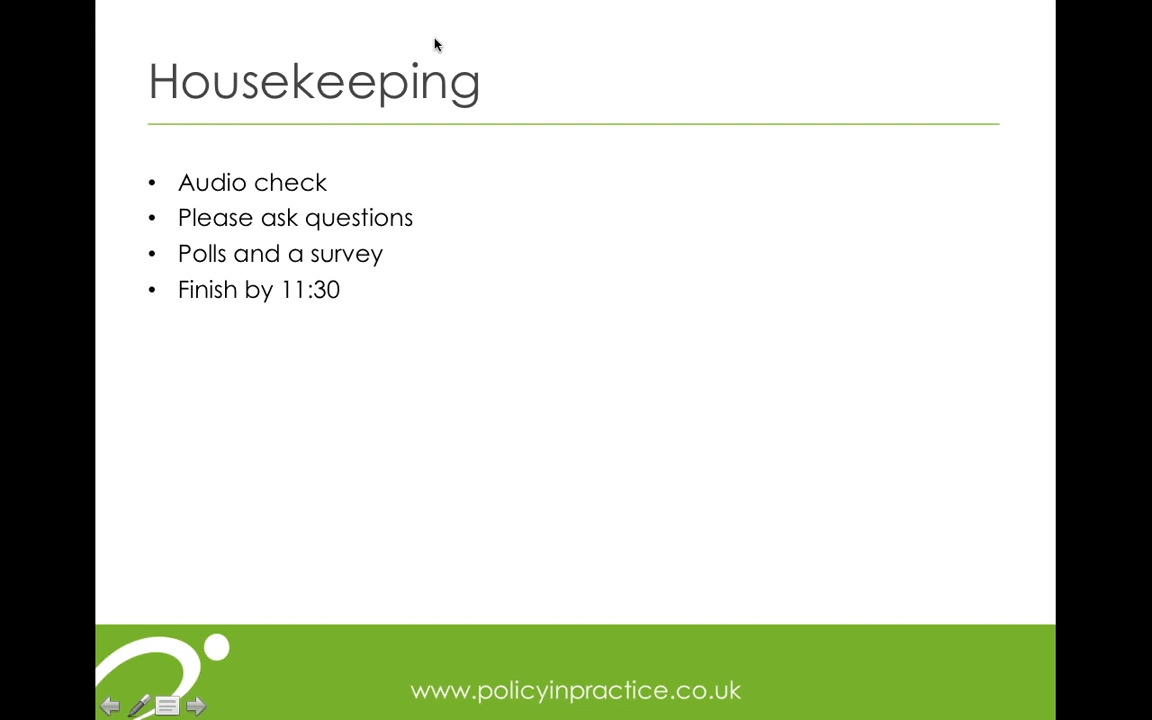 Housekeeping
• Audio check
• Please ask questions
• Polls and a survey
• Finish by 11:30
www.policyinpractice.co.uk